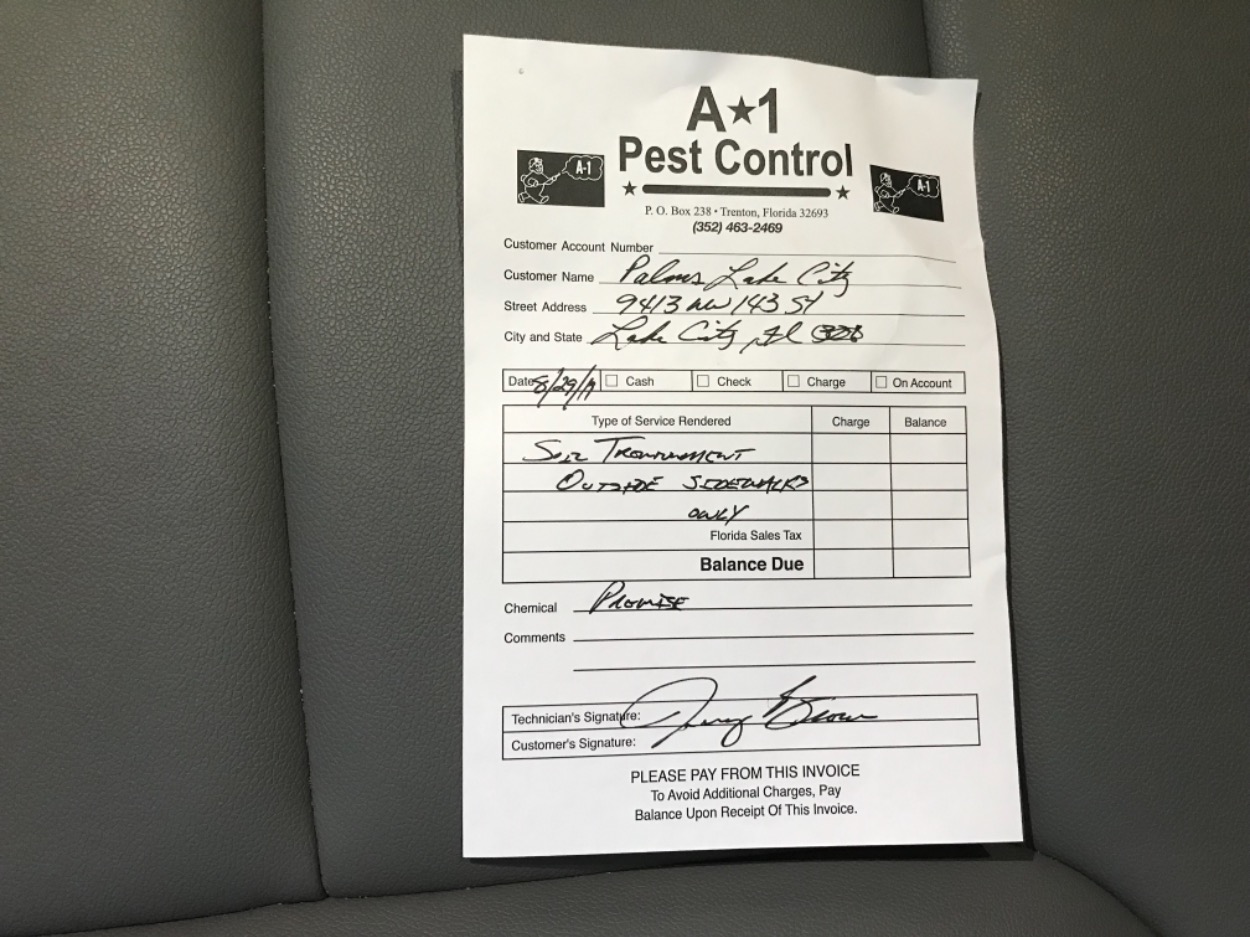 A★1
Pest Control
A-1
A-1
P. O. Box 238 • Trenton, Florida 32693
(352) 463-2469
Customer Account Number
Customer Name Palms Lake City
Street Address 9413 NW 143 St
City and State Lake City, Fl
Date 8/29/ Cash Check Charge On Account
Type of Service Rendered Charge Balance
Outside Sidewalks
only
Florida Sales Tax
Balance Due
Chemical Promise
Comments
Technician's Signature:
Customer's Signature:
PLEASE PAY FROM THIS INVOICE
To Avoid Additional Charges, Pay
Balance Upon Receipt Of This Invoice.